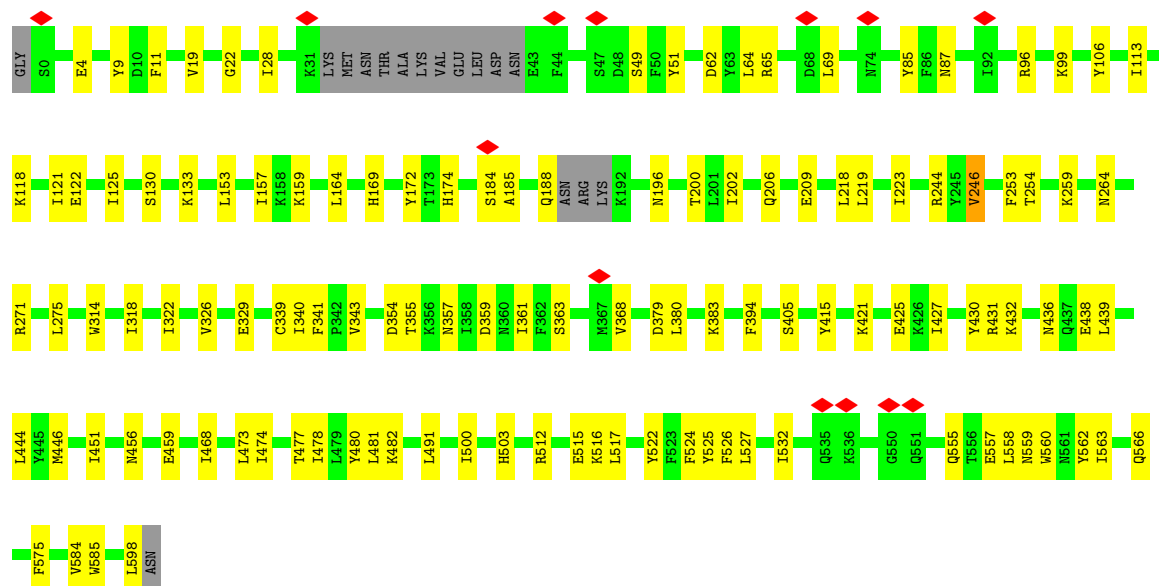 GLY S0 E4 Y9 D10 F11 V19 G22 I28 K31 LYS MET ASN THR ALA LYS VAL GLU LEU ASP ASN E43 F44 S47 D48 S49 F50 Y51 D62 Y63 L64 R65 D68 L69 N74 Y85 F86 N87 I92 R96 K99 Y106 I113
K118 I121 E122 I125 S130 K133 L153 I157 K158 K159 L164 H169 Y172 T173 H174 S184 A185 Q188 ASN ARG LYS K192 N196 T200 L201 I202 Q206 E209 L218 L219 I223 R244 Y245 V246 F253 T254 K259 N264
R271 L275 W314 I318 I322 V326 E329 C339 I340 F341 P342 V343 D354 T355 K356 N357 I358 D359 N360 I361 F362 S363 M367 V368 D379 L380 K383 F394 S405 Y415 K421 E425 K426 I427 Y430 R431 K432 N436 Q437 E438 L439
L444 Y445 M446 I451 N456 E459 I468 L473 I474 T477 I478 L479 Y480 L481 K482 L491 I500 H503 R512 E515 K516 L517 Y522 F523 F524 Y525 F526 L527 I532 Q535 K536 G550 Q551 Q555 T556 E557 L558 N559 W560 N561 Y562 I563 Q566
F575 V584 W585 L598 ASN